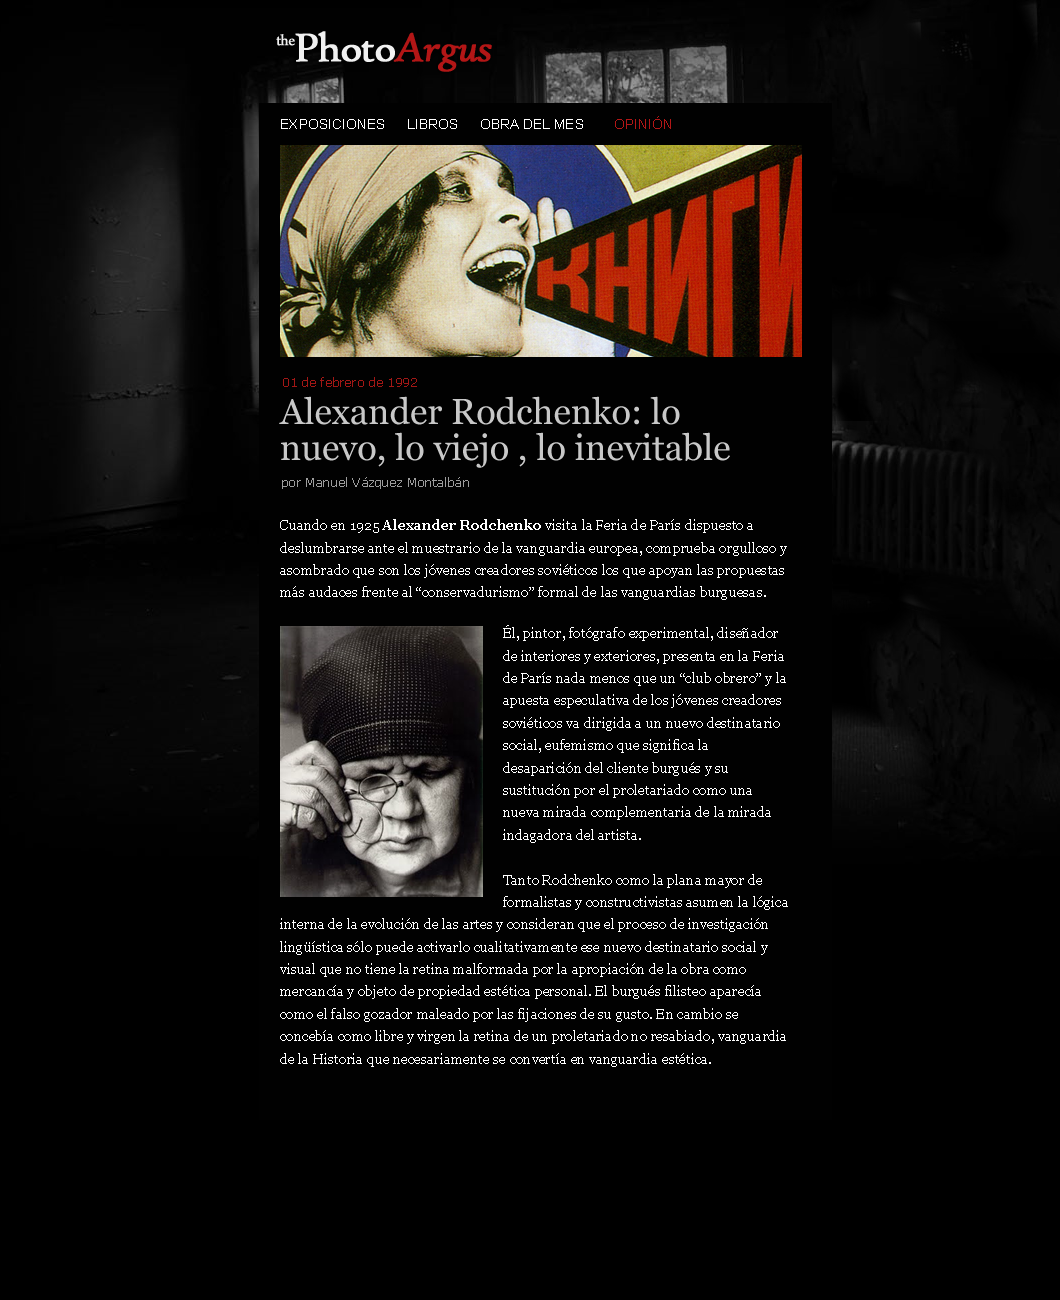 thePhotoArgus
EXPOSICIONES LIBROS OBRA DEL MES OPINIÓN
КНИГИ
01 de febrero de 1992
Alexander Rodchenko: lo
nuevo, lo viejo , lo inevitable
por Manuel Vázquez Montalbán
Cuando en 1925 Alexander Rodchenko visita la Feria de París dispuesto a
deslumbrarse ante el muestrario de la vanguardia europea, comprueba orgulloso y
asombrado que son los jóvenes creadores soviéticos los que apoyan las propuestas
más audaces frente al “conservadurismo” formal de las vanguardias burguesas.
Él, pintor, fotógrafo experimental, diseñador
de interiores y exteriores, presenta en la Feria
de París nada menos que un “club obrero” y la
apuesta especulativa de los jóvenes creadores
soviéticos va dirigida a un nuevo destinatario
social, eufemismo que significa la
desaparición del cliente burgués y su
sustitución por el proletariado como una
nueva mirada complementaria de la mirada
indagadora del artista.
Tanto Rodchenko como la plana mayor de
formalistas y constructivistas asumen la lógica
interna de la evolución de las artes y consideran que el proceso de investigación
lingüística sólo puede activarlo cualitativamente ese nuevo destinatario social y
visual que no tiene la retina malformada por la apropiación de la obra como
mercancía y objeto de propiedad estética personal. El burgués filisteo aparecía
como el falso gozador maleado por las fijaciones de su gusto. En cambio se
concebía como libre y virgen la retina de un proletariado no resabiado, vanguardia
de la Historia que necesariamente se convertía en vanguardia estética.